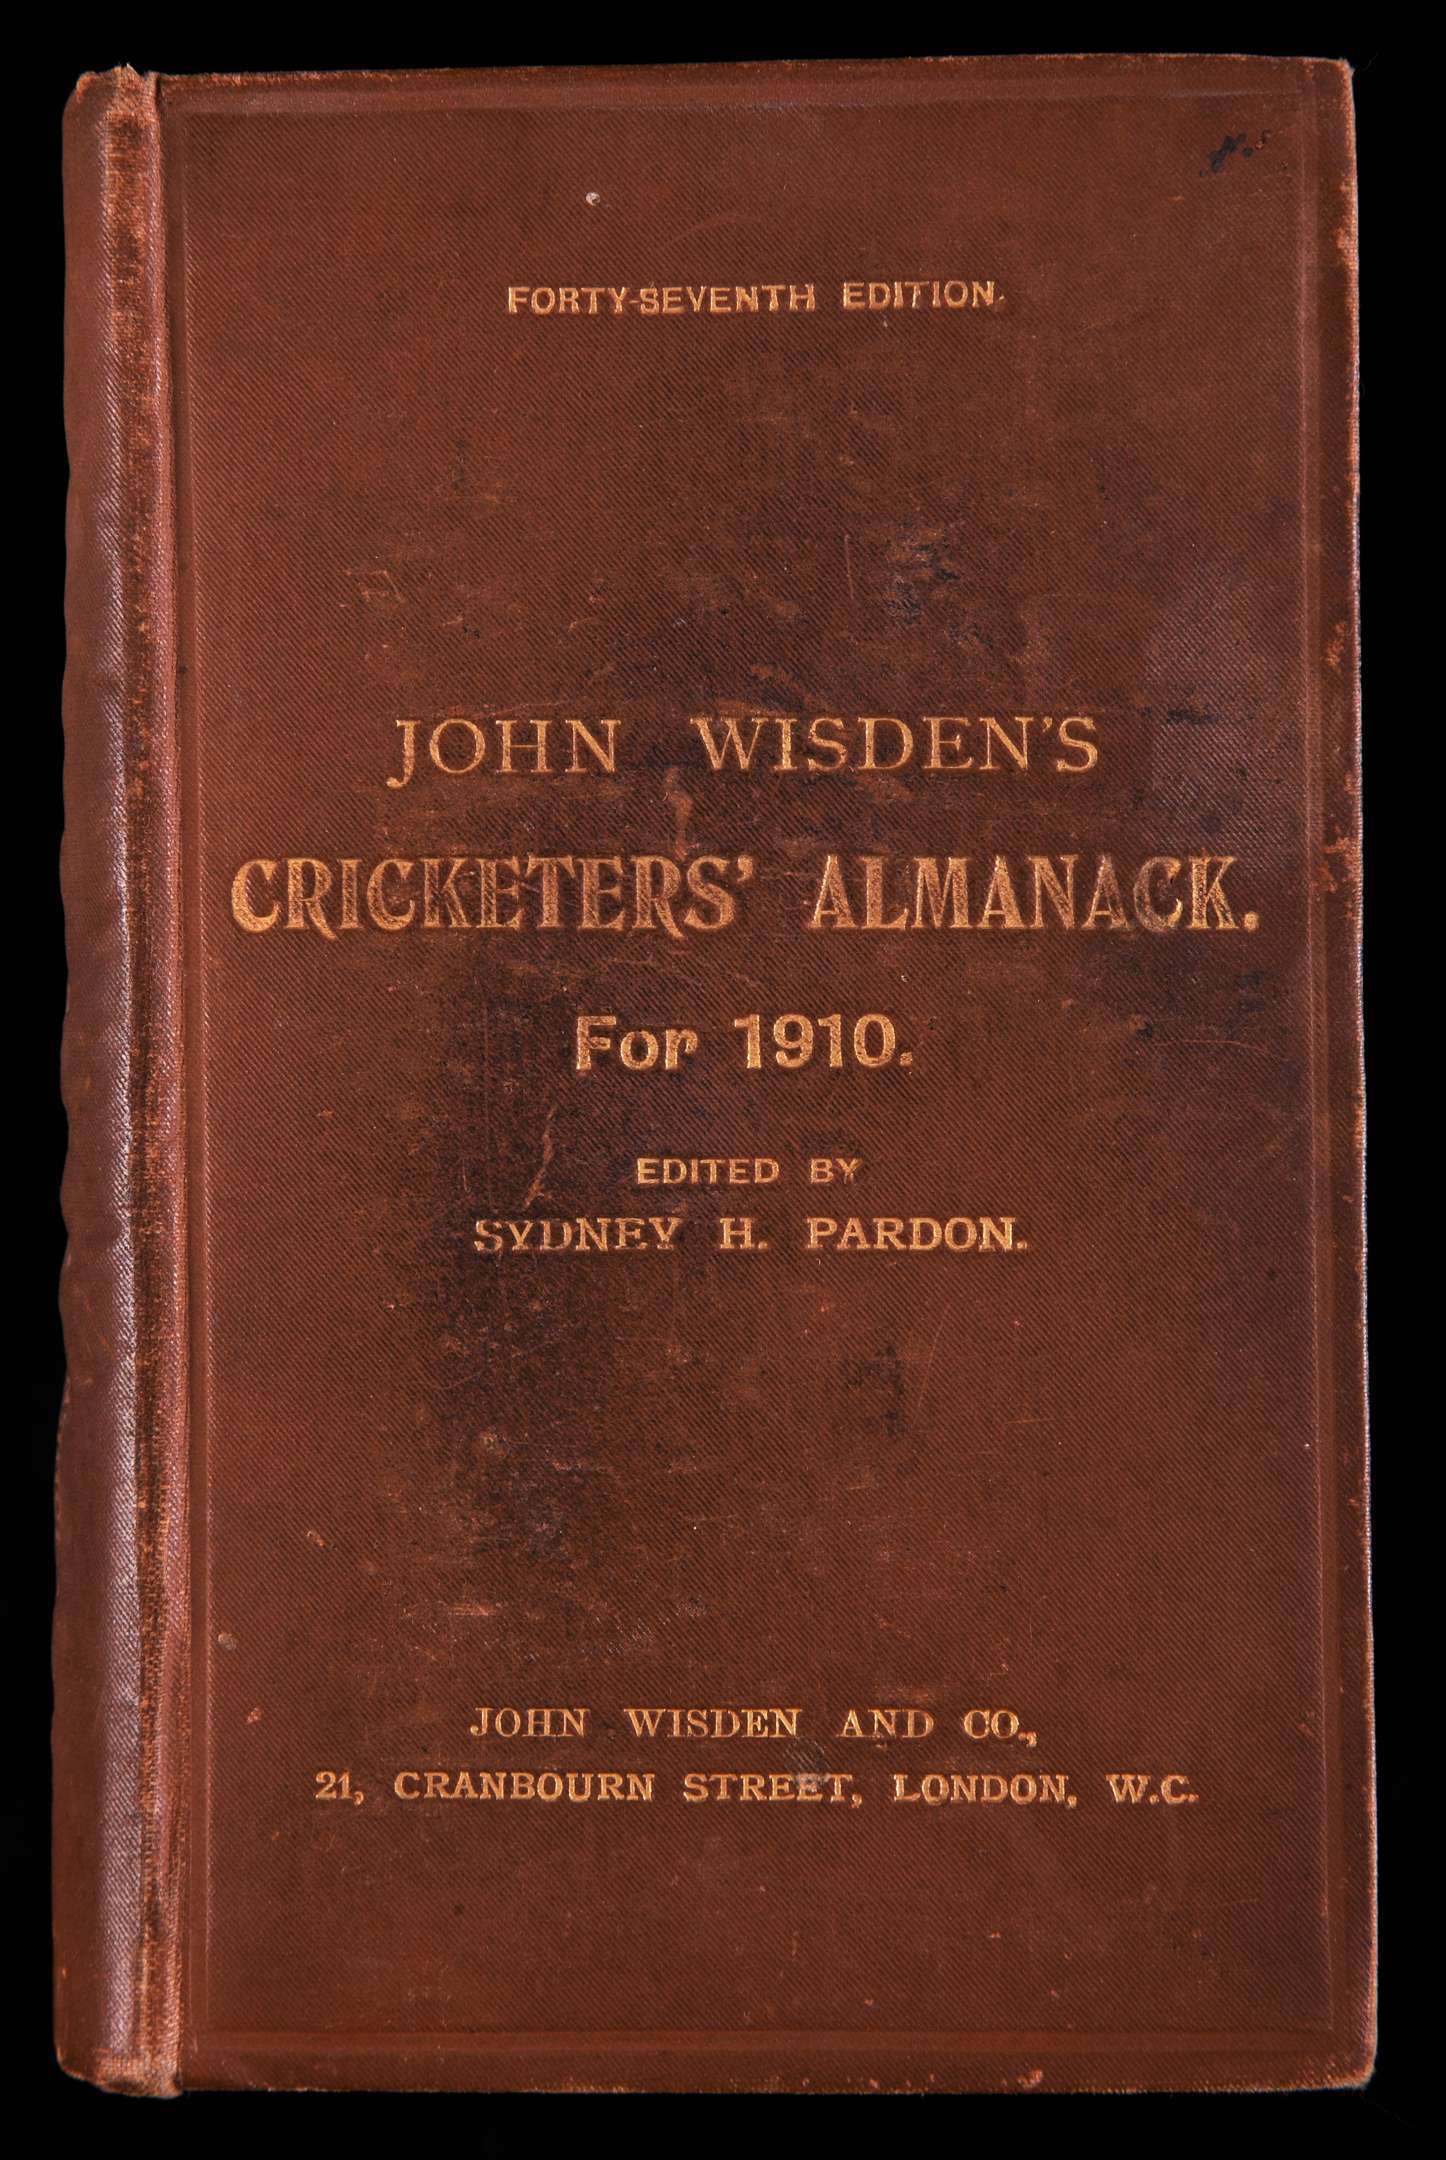 FORTY-SEVENTH EDITION.
JOHN WISDEN'S
CRICKETERS' ALMANACK.
For 1910.
EDITED BY
SYDNEY H. PARDON.
JOHN WISDEN AND CO.,
21, CRANBOURN STREET, LONDON, W.C.